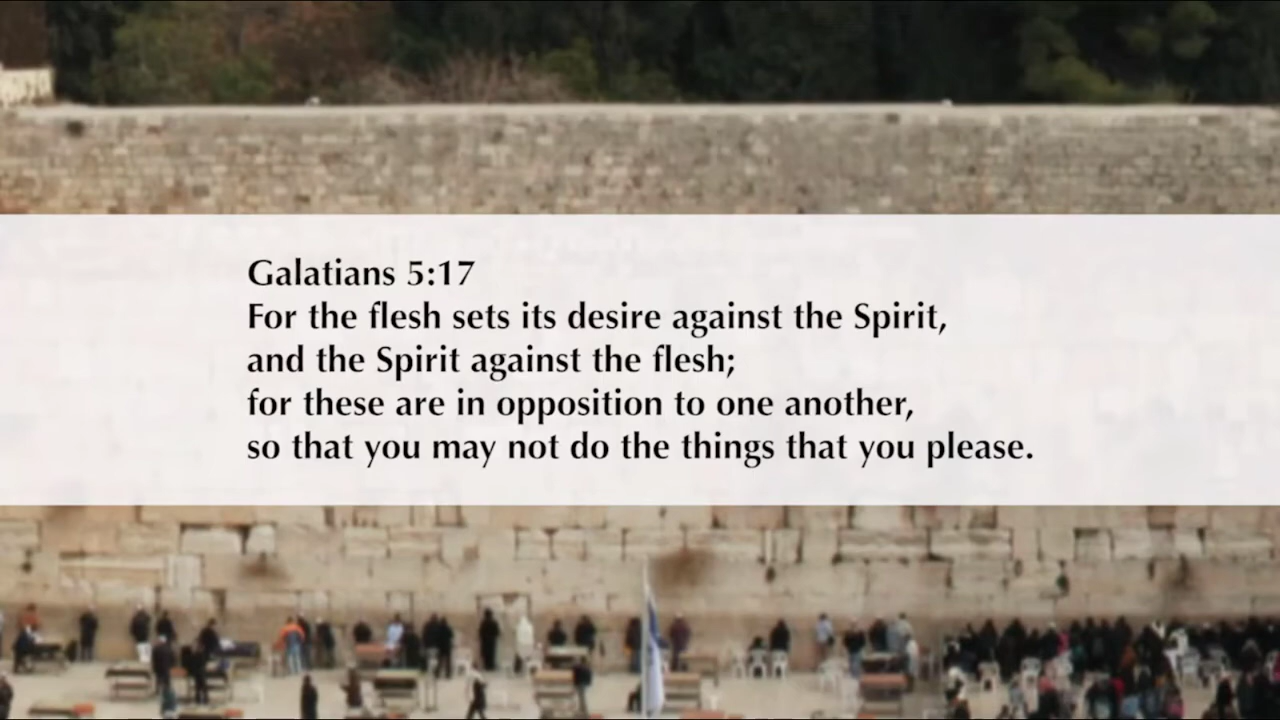 Galatians 5:17
For the flesh sets its desire against the Spirit,
and the Spirit against the flesh;
for these are in opposition to one another,
so that you may not do the things that you please.